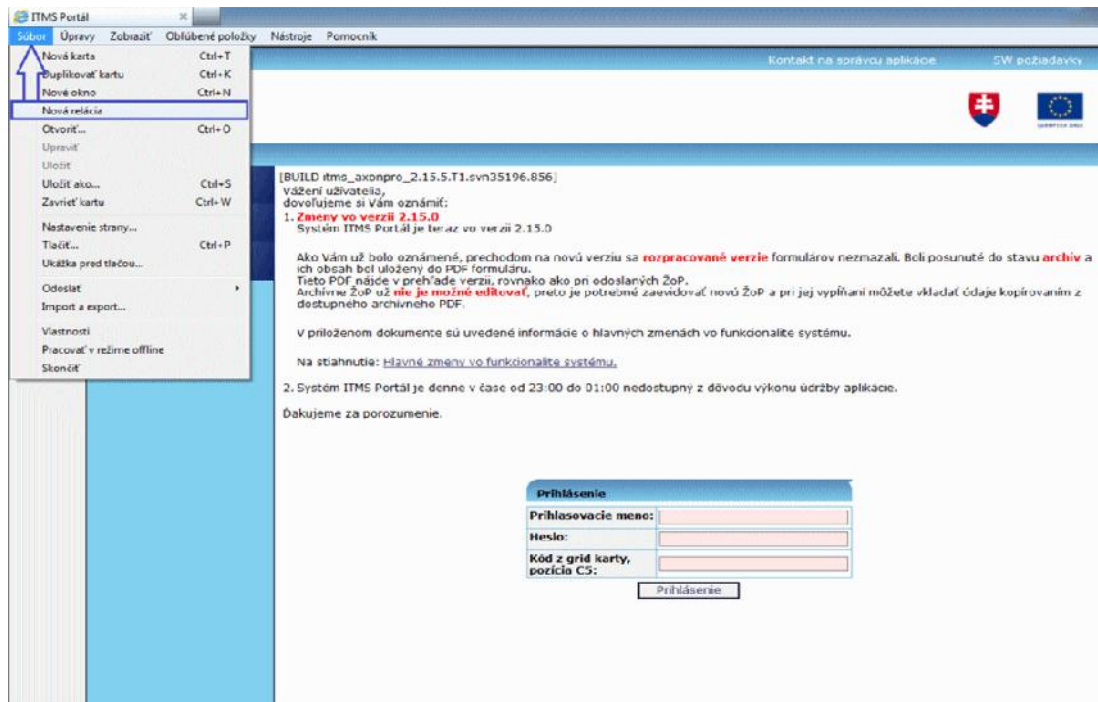 ITMS Portál
Súbor Úpravy Zobraziť Obľúbené položky Nástroje Pomocník
Kontakt na správcu aplikácie SW požiadavky
Nová karta Ctrl+T
Duplikovať kartu Ctrl+K
Nové okno Ctrl+N
Nová relácia
Otvoriť... Ctrl+O
Upraviť
Uložiť
Uložiť ako... Ctrl+S
Zavrieť kartu Ctrl+W
Nastavenie strany...
Tlačiť... Ctrl+P
Ukážka pred tlačou...
Odoslať
Import a export...
Vlastnosti
Pracovať v režime offline
Skončiť
[BUILD itms_axonpro_2.15.5.T1.svn35196.856]
Vážení užívatelia,
dovoľujeme si Vám oznámiť:
1. Zmeny vo verzii 2.15.0
Systém ITMS Portál je teraz vo verzii 2.15.0
Ako Vám už bolo oznámené, prechodom na novú verziu sa rozpracované verzie formulárov nezmazali. Boli posunuté do stavu archív a
ich obsah bol uložený do PDF formuláru.
Tieto PDF nájde v prehľade verzií, rovnako ako pri odoslaných ŽoP.
Archívne ŽoP už nie je možné editovať, preto je potrebné zaevidovať novú ŽoP a pri jej vypĺňaní môžete vkladať údaje kopírovaním z
dostupného archívneho PDF.
V priloženom dokumente sú uvedené informácie o hlavných zmenách vo funkcionalite systému.
Na stiahnutie: Hlavné zmeny vo funkcionalite systému.
2. Systém ITMS Portál je denne v čase od 23:00 do 01:00 nedostupný z dôvodu výkonu údržby aplikácie.
Ďakujeme za porozumenie.
Prihlásenie
Prihlasovacie meno:
Heslo:
Kód z grid karty,
pozícia C5:
Prihlásenie